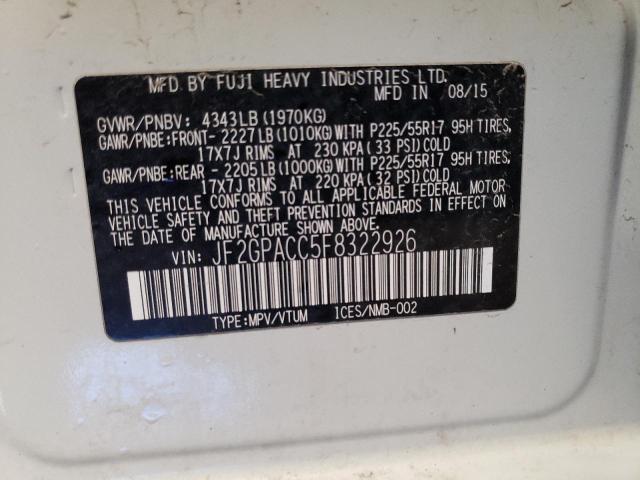 MFD. BY FUJI HEAVY INDUSTRIES LTD.
MFD IN 08/15
GVWR/PNBV: 4343LB (1970KG)
GAWR/PNBE:FRONT- 2227LB(1010KG)WITH P225/55R17 95H TIRES,
17X7J RIMS AT 230 KPA( 33 PSI) COLD
GAWR/PNBE:REAR - 2205LB(1000KG)WITH P225/55R17 95H TIRES,
17X7J RIMS AT 220 KPA( 32 PSI) COLD
THIS VEHICLE CONFORMS TO ALL APPLICABLE FEDERAL MOTOR
VEHICLE SAFETY AND THEFT PREVENTION STANDARDS IN EFFECT ON
THE DATE OF MANUFACTURE SHOWN ABOVE.
VIN: JF2GPACC5F8322926
TYPE:MPV/VTUM 1CES/NMB-002